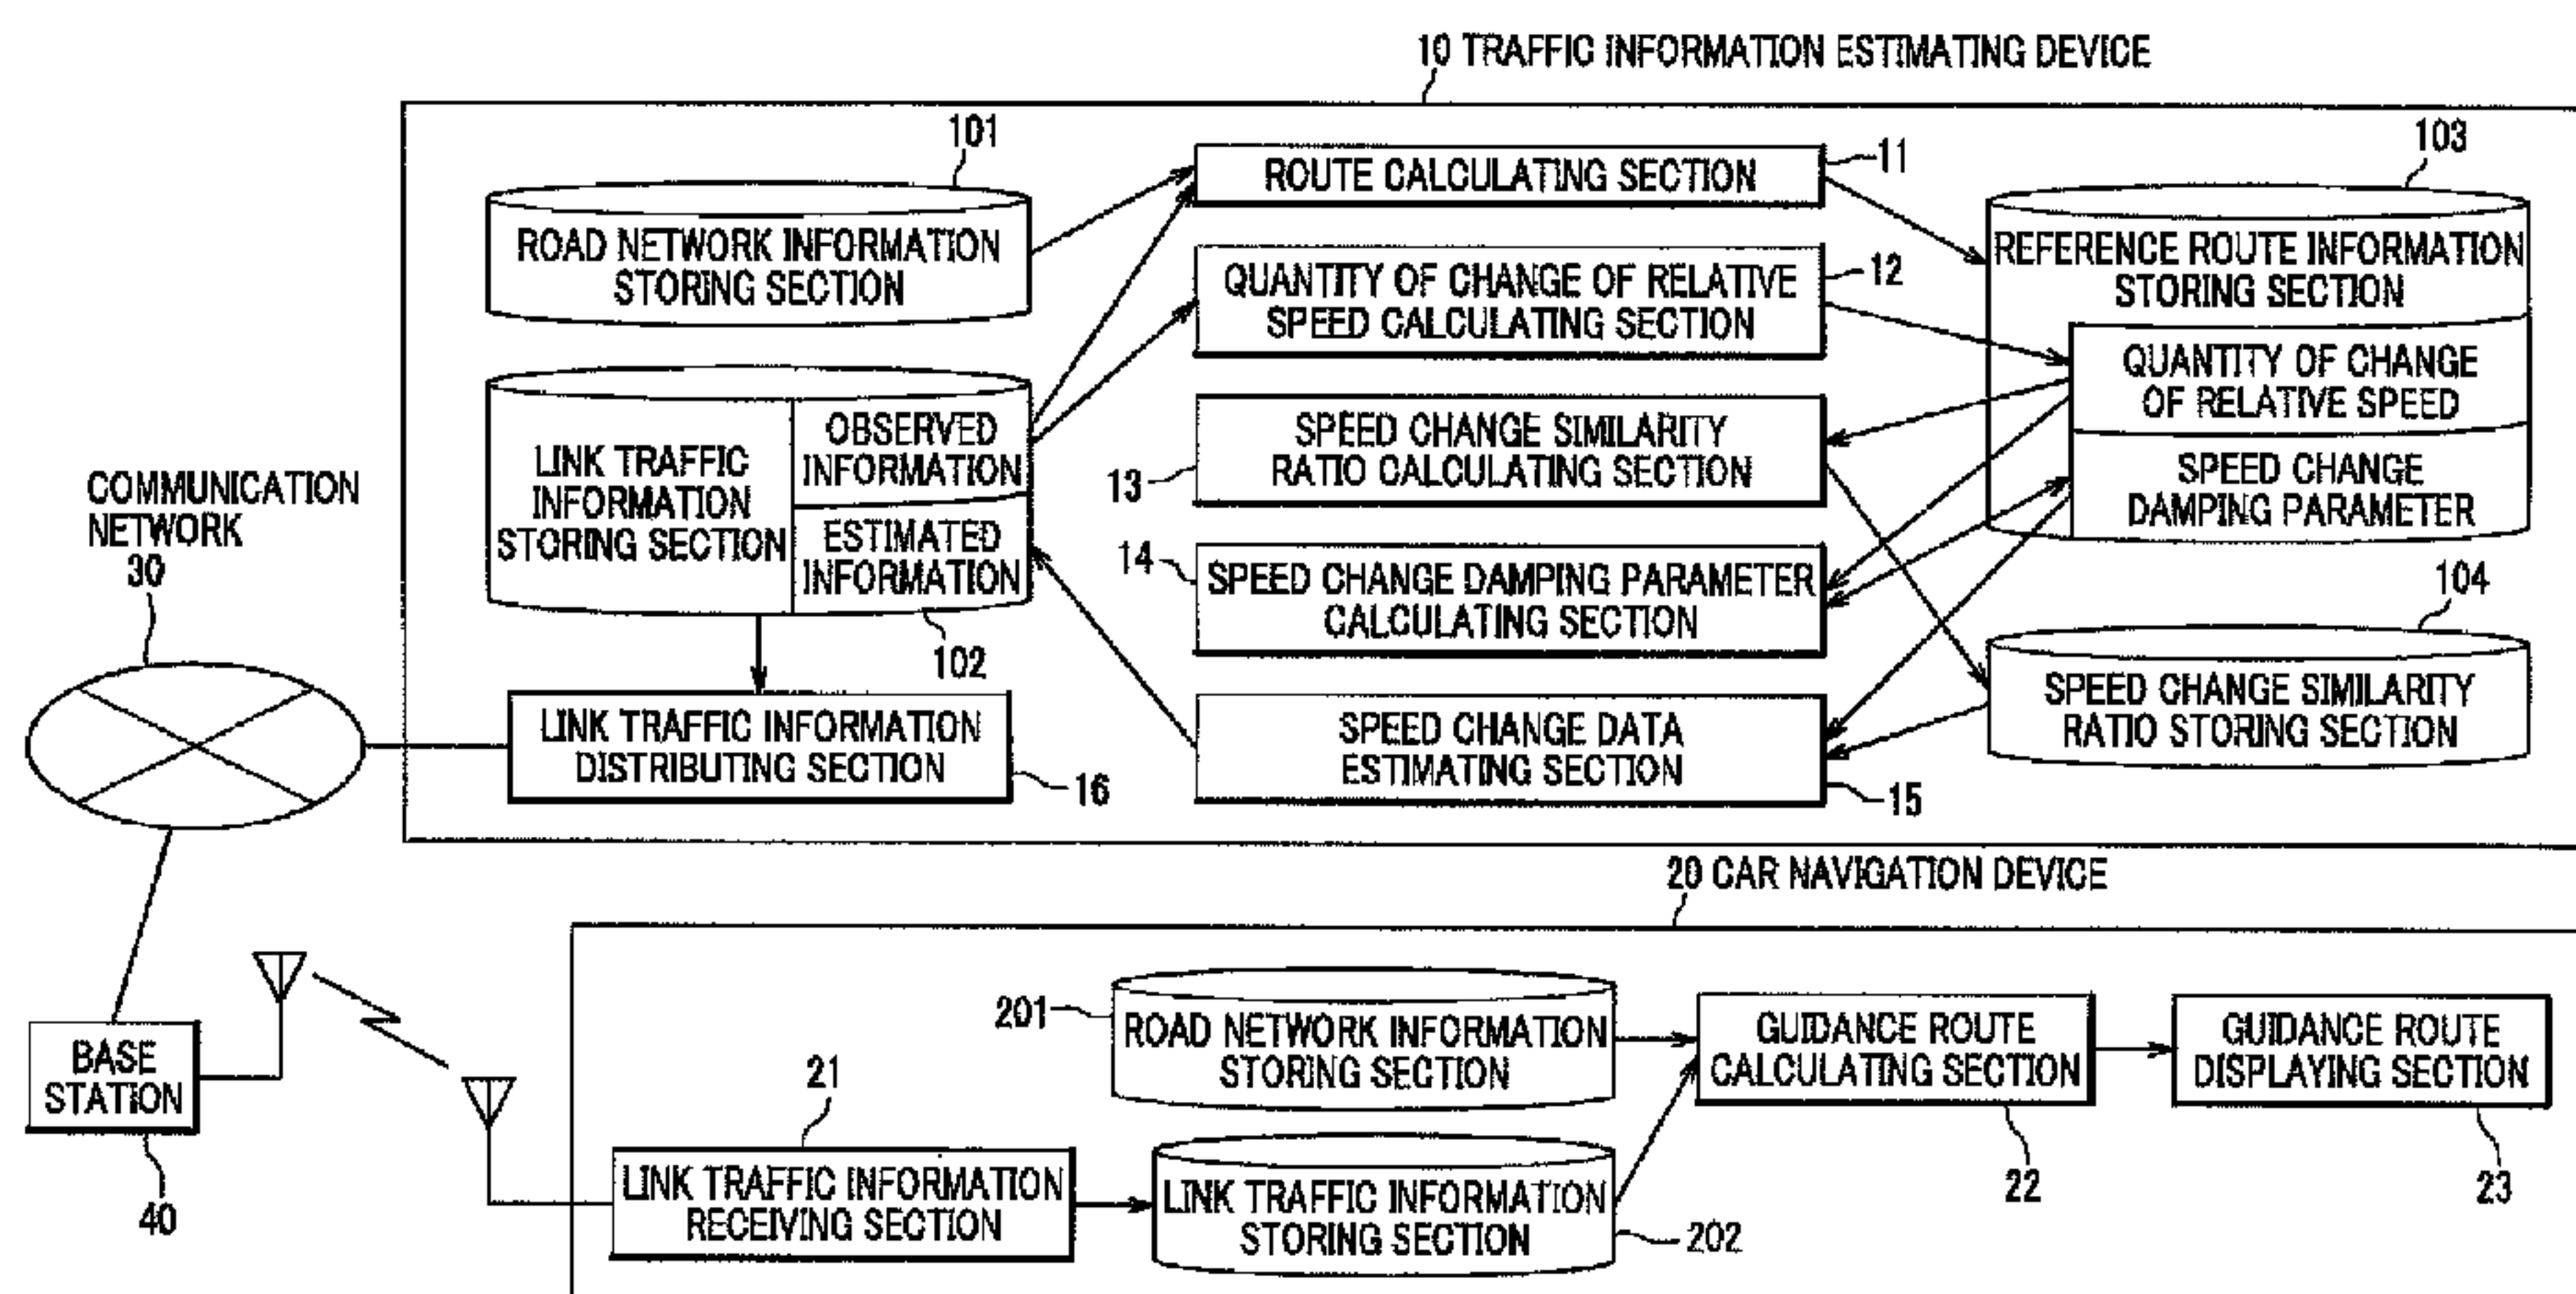 10 TRAFFIC INFORMATION ESTIMATING DEVICE
101
ROAD NETWORK INFORMATION
STORING SECTION
ROUTE CALCULATING SECTION
11
103
REFERENCE ROUTE INFORMATION
STORING SECTION
QUANTITY OF CHANGE OF RELATIVE
SPEED CALCULATING SECTION
12
QUANTITY OF CHANGE
OF RELATIVE SPEED
SPEED CHANGE
DAMPING PARAMETER
LINK TRAFFIC
INFORMATION
STORING SECTION
OBSERVED
INFORMATION
ESTIMATED
INFORMATION
102
SPEED CHANGE SIMILARITY
RATIO CALCULATING SECTION
13
14
SPEED CHANGE DAMPING PARAMETER
CALCULATING SECTION
104
SPEED CHANGE SIMILARITY
RATIO STORING SECTION
COMMUNICATION
NETWORK
30
LINK TRAFFIC INFORMATION
DISTRIBUTING SECTION
16
SPEED CHANGE DATA
ESTIMATING SECTION
15
20 CAR NAVIGATION DEVICE
BASE
STATION
40
201
ROAD NETWORK INFORMATION
STORING SECTION
GUIDANCE ROUTE
CALCULATING SECTION
22
GUIDANCE ROUTE
DISPLAYING SECTION
23
21
LINK TRAFFIC INFORMATION
RECEIVING SECTION
LINK TRAFFIC INFORMATION
STORING SECTION
202